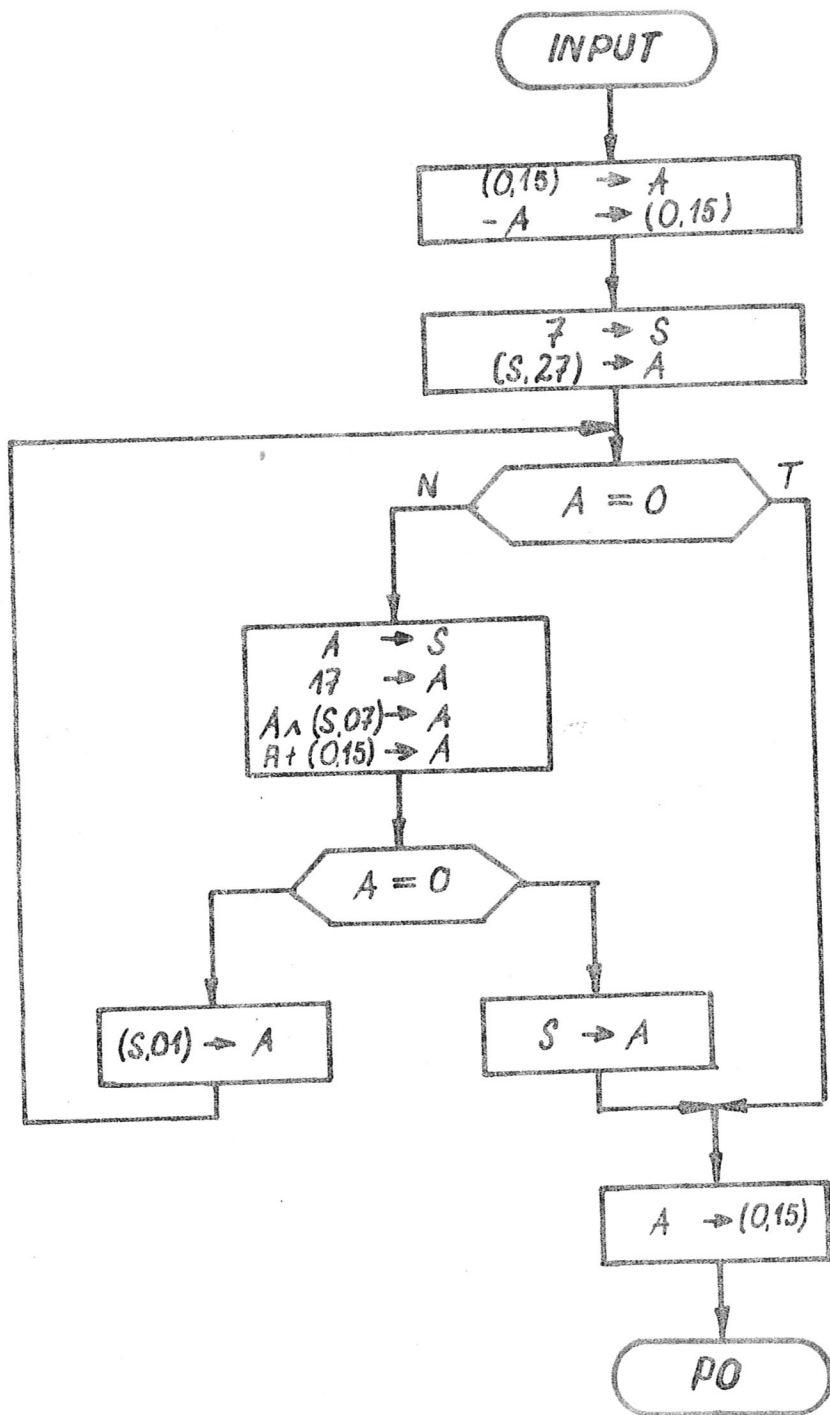 INPUT
(0,15) → A
- A → (0,15)
7 → S
(S,27) → A
N
T
A = 0
A → S
17 → A
A ∧ (S,07) → A
A + (0,15) → A
A = 0
(S,01) → A
S → A
A → (0,15)
PO